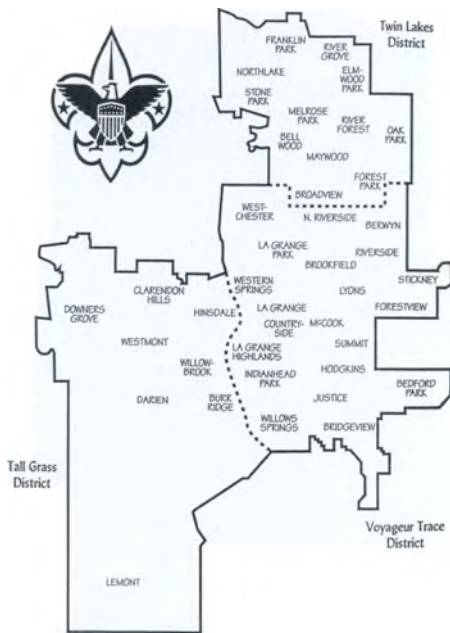 Twin Lakes
District
FRANKLIN
PARK
RIVER
GROVE
NORTHLAKE
ELM-
WOOD
PARK
STONE
PARK
MELROSE
PARK
RIVER
FOREST
OAK
PARK
BELL
WOOD
MAYWOOD
FOREST
PARK
BROADVIEW
WEST-
CHESTER
N. RIVERSIDE
BERWYN
LA GRANGE
PARK
RIVERSIDE
BROOKFIELD
STICKNEY
WESTERN
SPRINGS
LYONS
CLARENDON
HILLS
DOWNERS
GROVE
HINSDALE
LA GRANGE
FORESTVIEW
COUNTRY-
SIDE
McCOOK
WESTMONT
LA GRANGE
HIGHLANDS
SUMMIT
WILLOW-
BROOK
INDIANHEAD
PARK
HODGKINS
BEDFORD
PARK
DARIEN
BURR
RIDGE
JUSTICE
WILLOWS
SPRINGS
BRIDGEVIEW
Tall Grass
District
Voyageur Trace
District
LEMONT